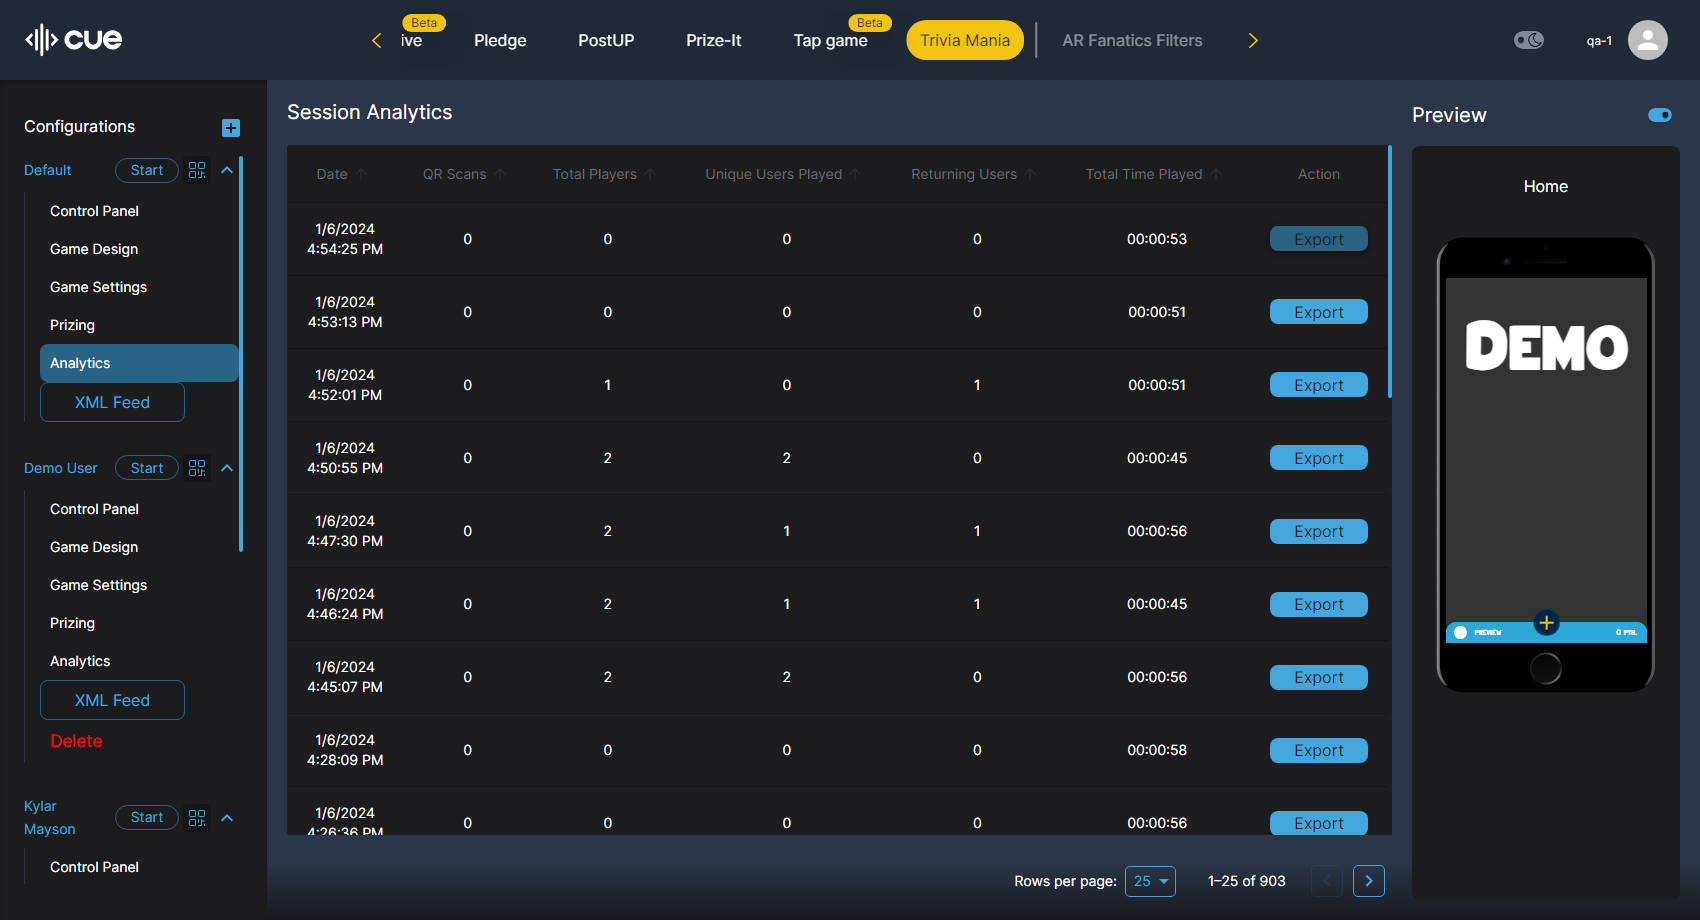 cue
Beta
ive
Pledge
PostUP
Prize-It
Beta
Tap game
Trivia Mania
AR Fanatics Filters
qa-1
Configurations
Default
Start
Control Panel
Game Design
Game Settings
Prizing
Analytics
XML Feed
Demo User
Start
Control Panel
Game Design
Game Settings
Prizing
Analytics
XML Feed
Delete
Kylar
Mayson
Start
Control Panel
Session Analytics
Date QR Scans Total Players Unique Users Played Returning Users Total Time Played Action
1/6/2024
4:54:25 PM 0 0 0 0 00:00:53 Export
1/6/2024
4:53:13 PM 0 0 0 0 00:00:51 Export
1/6/2024
4:52:01 PM 0 1 0 1 00:00:51 Export
1/6/2024
4:50:55 PM 0 2 2 0 00:00:45 Export
1/6/2024
4:47:30 PM 0 2 1 1 00:00:56 Export
1/6/2024
4:46:24 PM 0 2 1 1 00:00:45 Export
1/6/2024
4:45:07 PM 0 2 2 0 00:00:56 Export
1/6/2024
4:28:09 PM 0 0 0 0 00:00:58 Export
1/6/2024
4:26:36 PM 0 0 0 0 00:00:56 Export
Rows per page: 25 1–25 of 903
Preview
Home
DEMO
PREVIEW
0 PTS.